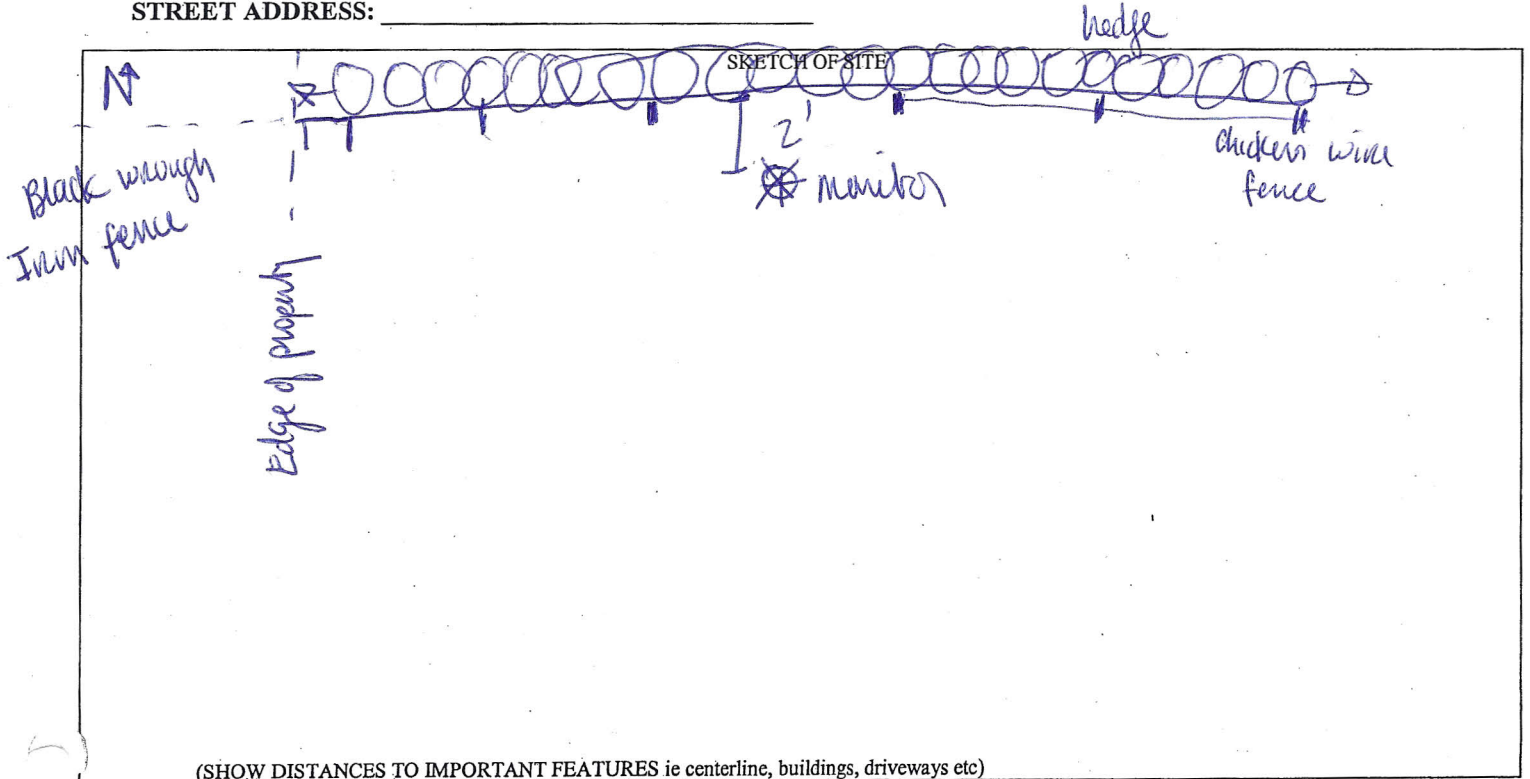 STREET ADDRESS:
hedge
SKETCH OF SITE
N
2'
monitor
chicken wire
fence
Black wrough
Iron fence
Edge of property
(SHOW DISTANCES TO IMPORTANT FEATURES ie centerline, buildings, driveways etc)